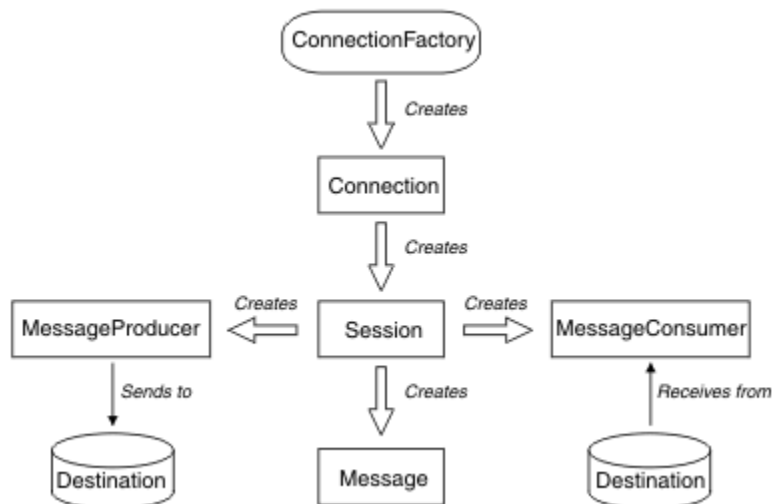 ConnectionFactory
Creates
Connection
Creates
Creates
Creates
MessageProducer
Session
MessageConsumer
Sends to
Creates
Receives from
Destination
Message
Destination